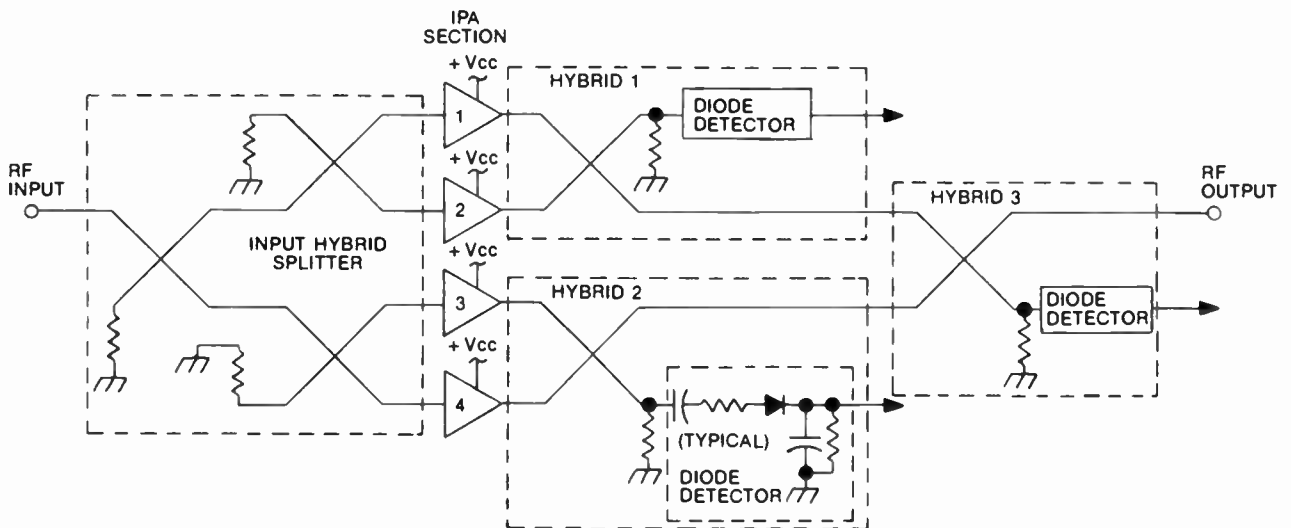 IPA
SECTION
+ Vcc
HYBRID 1
DIODE
DETECTOR
1
+ Vcc
RF
INPUT
2
RF
OUTPUT
HYBRID 3
INPUT HYBRID
SPLITTER
+ Vcc
HYBRID 2
3
DIODE
DETECTOR
+ Vcc
4
(TYPICAL)
DIODE
DETECTOR